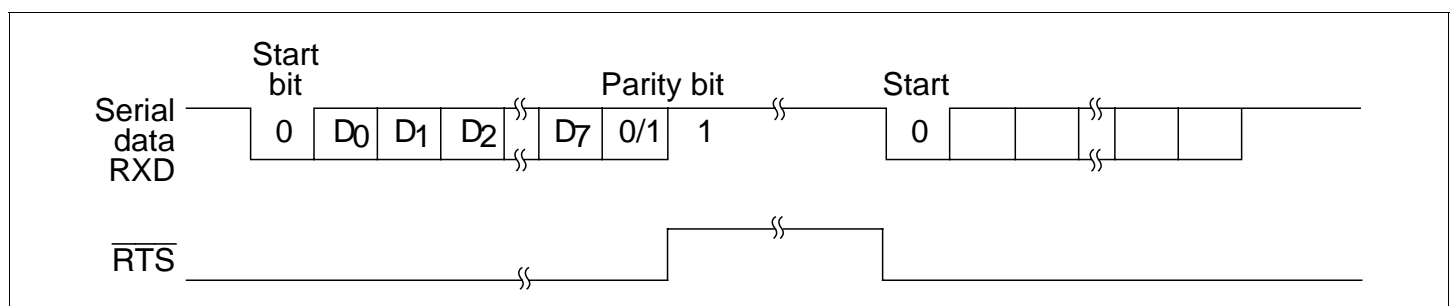 Start
bit
Parity bit
Start
Serial
data
RXD
0 D0 D1 D2 D7 0/1 1 0
RTS